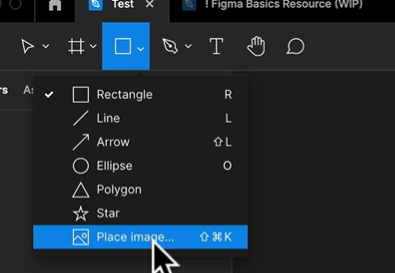 Test
! Figma Basics Resource (WIP)
rs As
Rectangle R
Line L
Arrow ⇧L
Ellipse O
Polygon
Star
Place image... ⇧⌘K